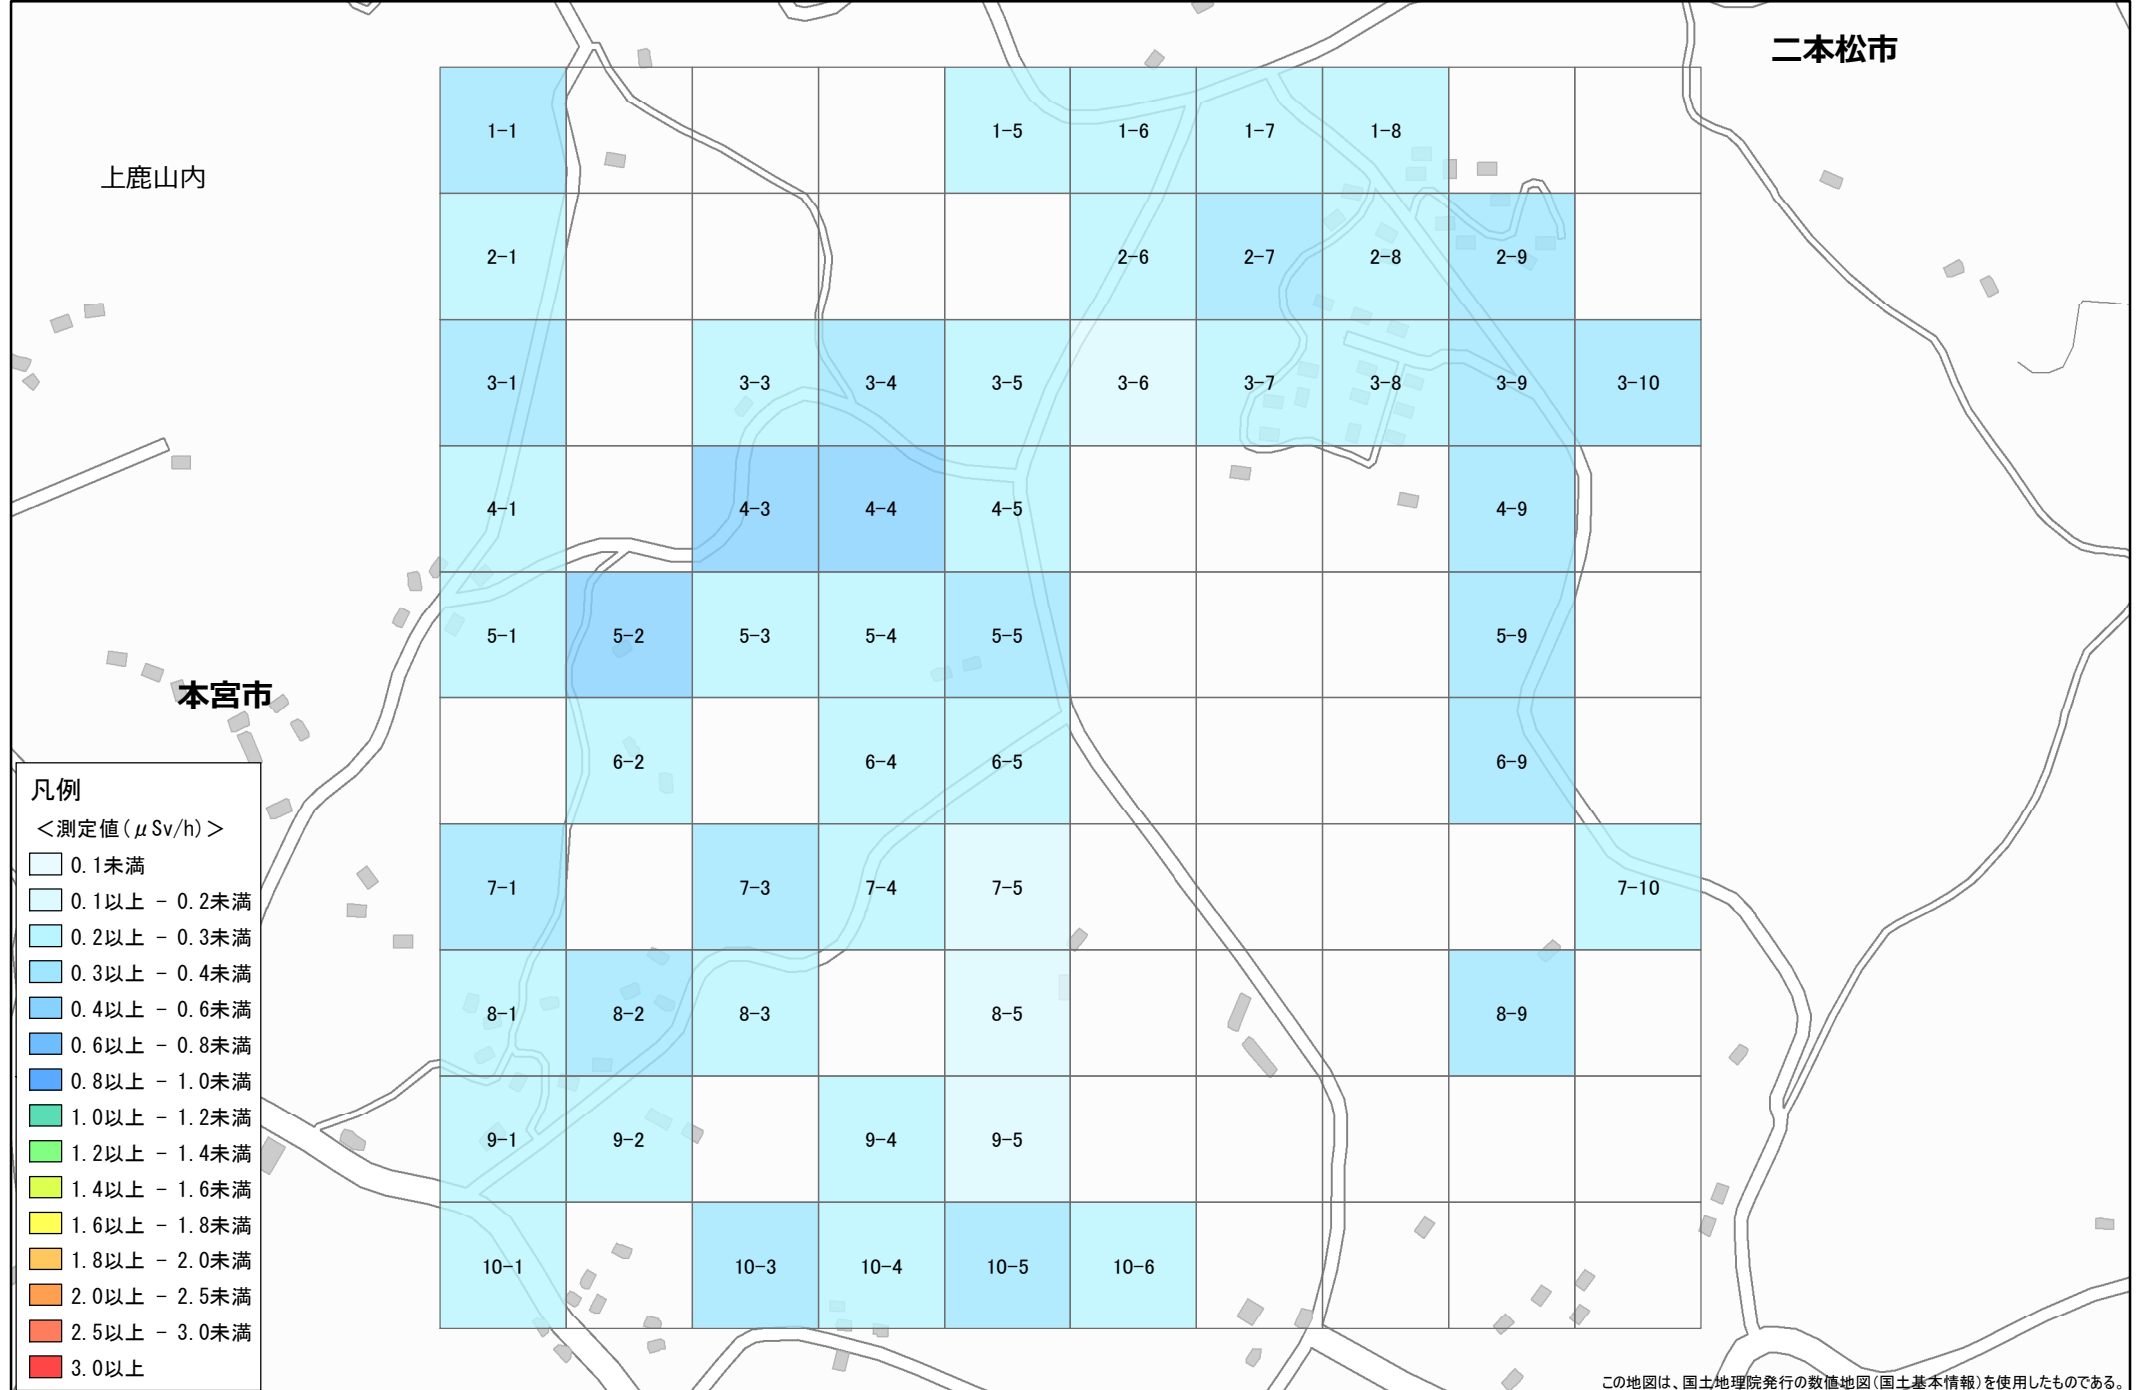 二本松市
1-1 1-5 1-6 1-7 1-8
上鹿山内
2-1 2-6 2-7 2-8 2-9
3-1 3-3 3-4 3-5 3-6 3-7 3-8 3-9 3-10
4-1 4-3 4-4 4-5 4-9
5-1 5-2 5-3 5-4 5-5 5-9
本宮市
6-2 6-4 6-5 6-9
7-1 7-3 7-4 7-5 7-10
8-1 8-2 8-3 8-5 8-9
9-1 9-2 9-4 9-5
10-1 10-3 10-4 10-5 10-6
凡例
＜測定値(μSv/h)＞
0.1未満
0.1以上 - 0.2未満
0.2以上 - 0.3未満
0.3以上 - 0.4未満
0.4以上 - 0.6未満
0.6以上 - 0.8未満
0.8以上 - 1.0未満
1.0以上 - 1.2未満
1.2以上 - 1.4未満
1.4以上 - 1.6未満
1.6以上 - 1.8未満
1.8以上 - 2.0未満
2.0以上 - 2.5未満
2.5以上 - 3.0未満
3.0以上
この地図は、国土地理院発行の数値地図(国土基本情報)を使用したものである。